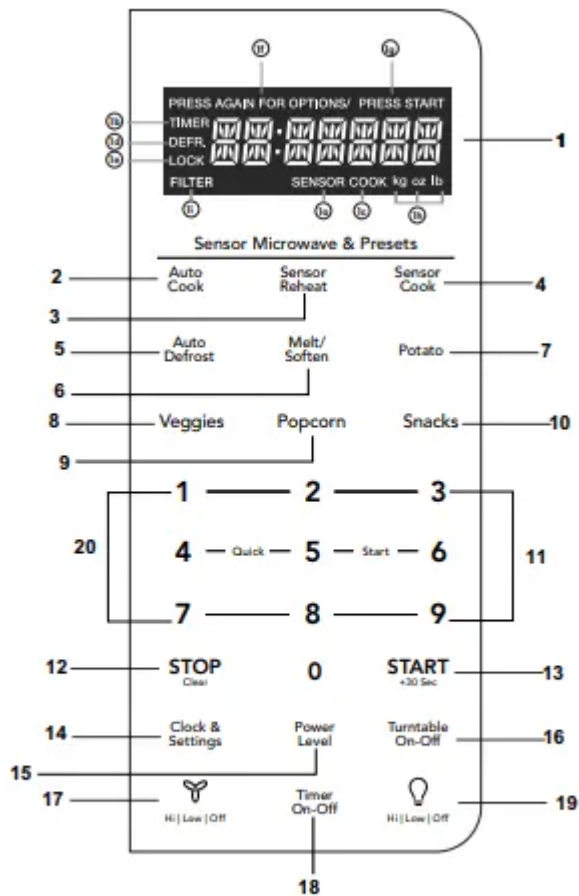 1f 1g
PRESS AGAIN FOR OPTIONS/ PRESS START
1b TIMER
1d DEFR.
1e LOCK
1
FILTER SENSOR COOK kg oz lb
1i 1a 1c 1h
Sensor Microwave & Presets
2 Auto Cook
Sensor Reheat
Sensor Cook 4
3
5 Auto Defrost
Melt/ Soften
Potato 7
6
8 Veggies Popcorn Snacks 10
9
1 2 3
20 4 Quick 5 Start 6 11
7 8 9
12 STOP 0 START 13
Clear +30 Sec
14 Clock & Settings
Power Level
Turntable On-Off 16
15
17 Timer On-Off 19
Hi | Low | Off Hi | Low | Off
18